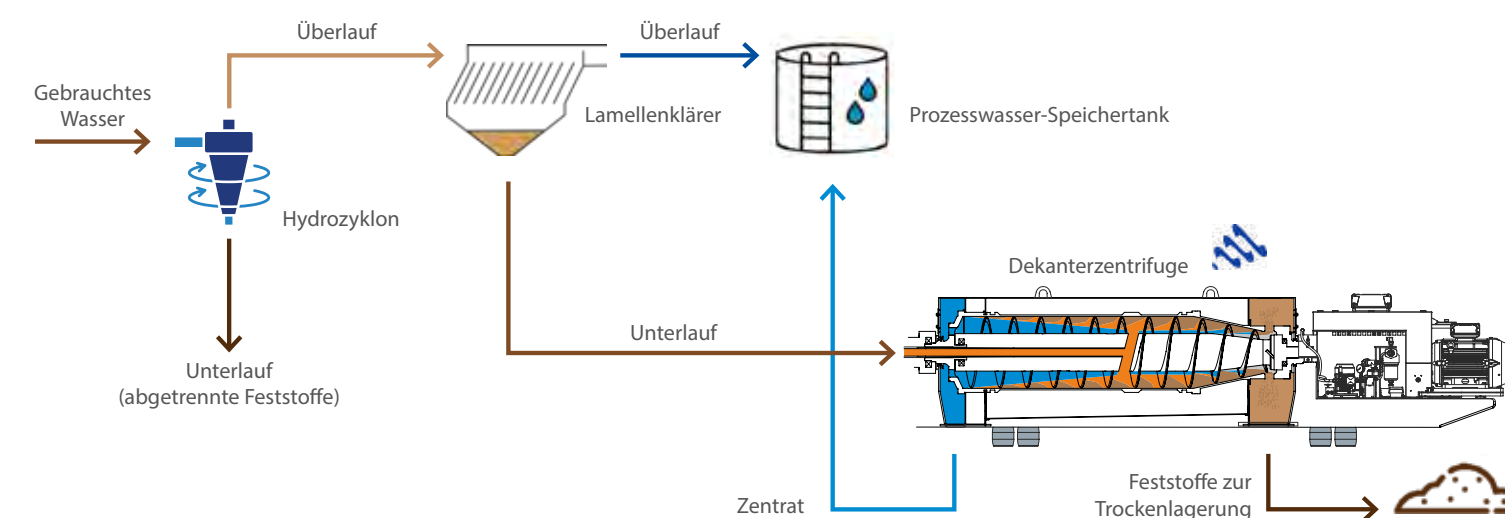 Überlauf
Überlauf
Gebrauchtes
Wasser
Lamellenklärer
Prozesswasser-Speichertank
Hydrozyklon
Dekanterzentrifuge
Unterlauf
Unterlauf
(abgetrennte Feststoffe)
Zentrat
Feststoffe zur
Trockenlagerung